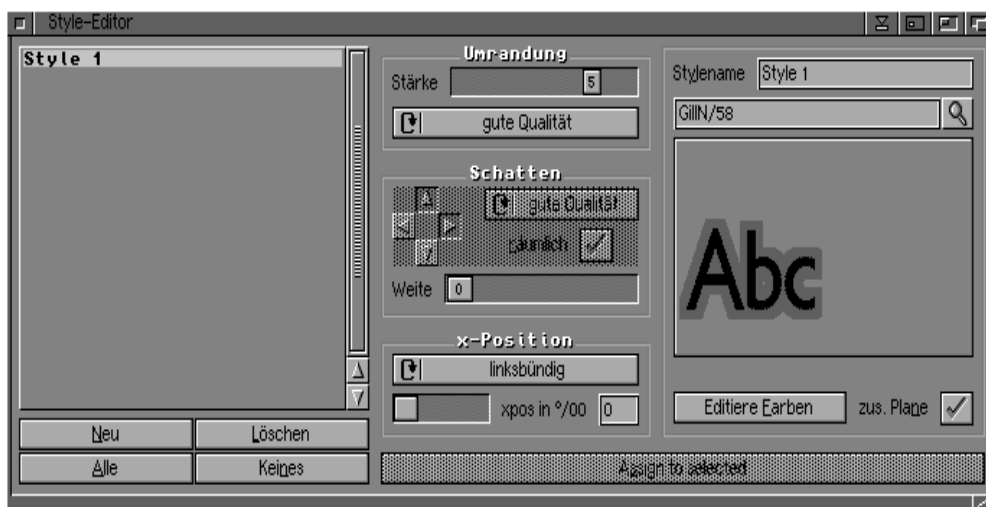 Style-Editor
Style 1
Neu
Löschen
Alle
Keines
Umrandung
Stärke 5
gute Qualität
Schatten
gute Qualität
räumlich
Weite 0
x-Position
linksbündig
xpos in °/00 0
Stylename Style 1
GillN/58
Abc
Editiere Farben
zus. Plane
Assign to selected